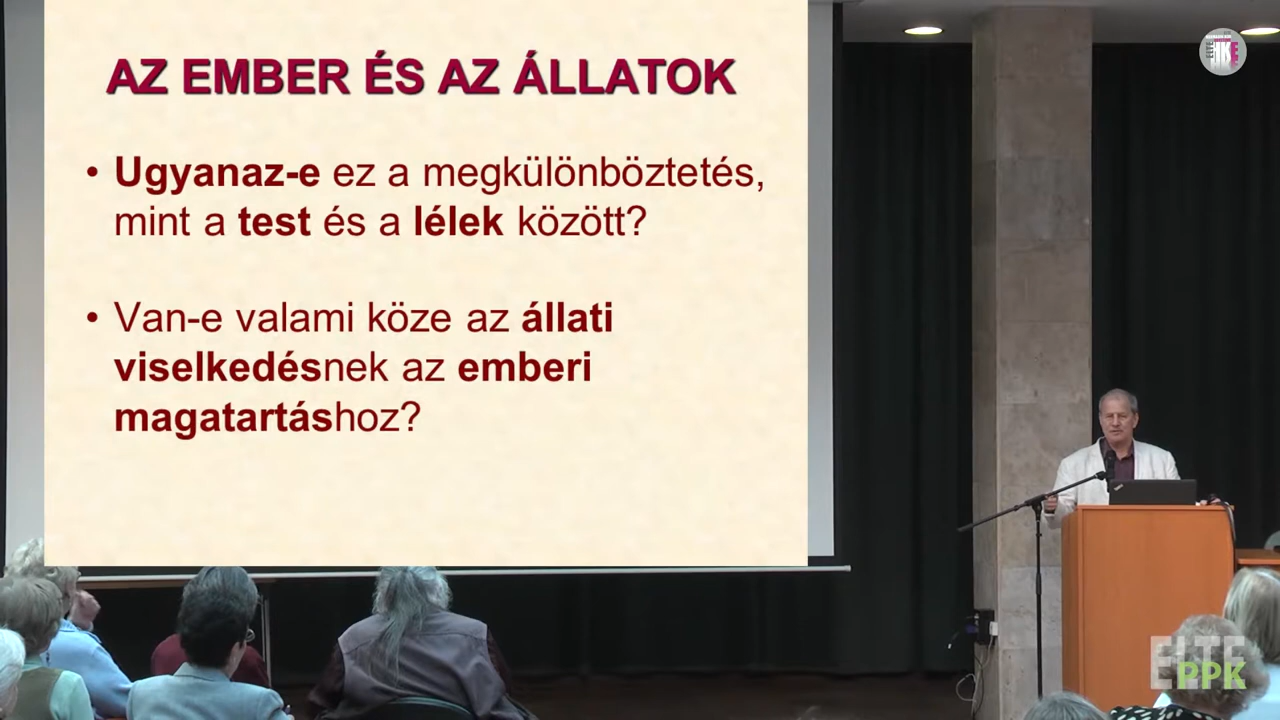 AZ EMBER ÉS AZ ÁLLATOK
• Ugyanaz-e ez a megkülönböztetés,
mint a test és a lélek között?
• Van-e valami köze az állati
viselkedésnek az emberi
magatartáshoz?
ELTE
PPK